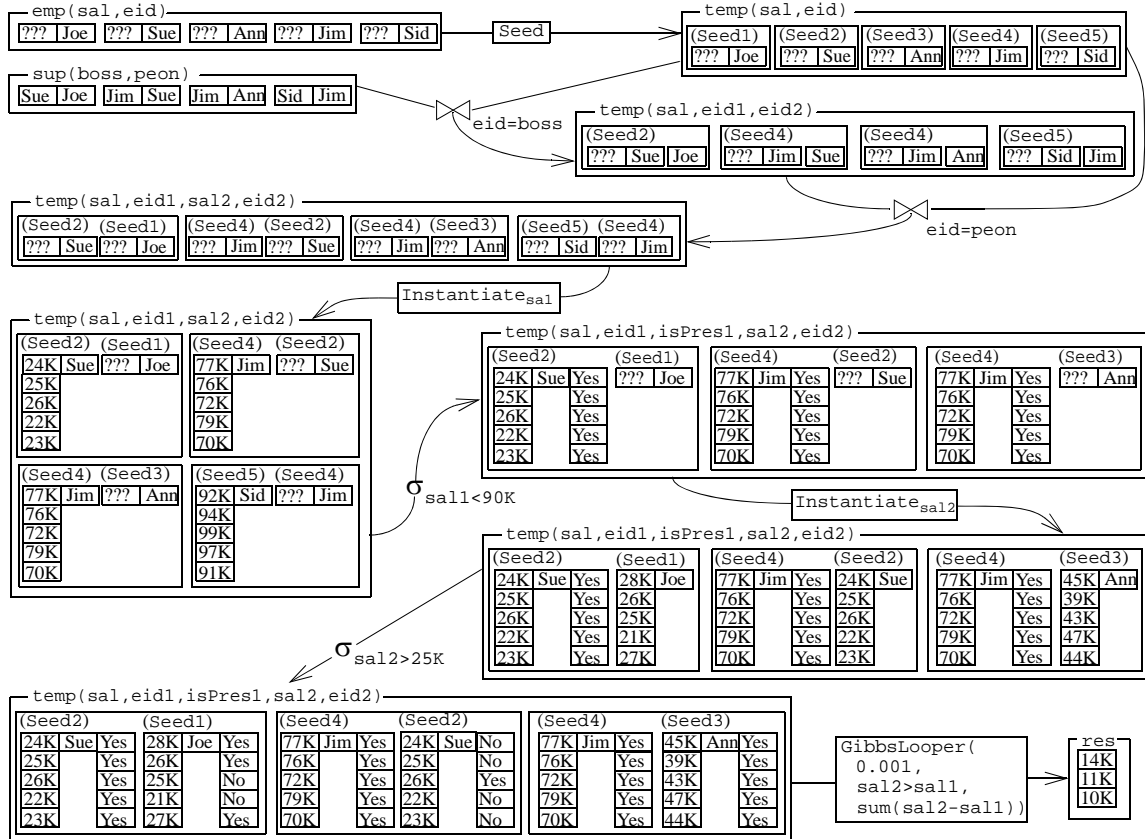 emp(sal,eid)
??? Joe ??? Sue ??? Ann ??? Jim ??? Sid
Seed
temp(sal,eid)
(Seed1) (Seed2) (Seed3) (Seed4) (Seed5)
??? Joe ??? Sue ??? Ann ??? Jim ??? Sid
sup(boss,peon)
Sue Joe Jim Sue Jim Ann Sid Jim
eid=boss
temp(sal,eid1,eid2)
(Seed2) (Seed4) (Seed4) (Seed5)
??? Sue Joe ??? Jim Sue ??? Jim Ann ??? Sid Jim
eid=peon
temp(sal,eid1,sal2,eid2)
(Seed2) (Seed1) (Seed4) (Seed2) (Seed4) (Seed3) (Seed5) (Seed4)
??? Sue ??? Joe ??? Jim ??? Sue ??? Jim ??? Ann ??? Sid ??? Jim
Instantiate sal
temp(sal,eid1,sal2,eid2)
(Seed2) (Seed1) (Seed4) (Seed2)
24K Sue ??? Joe 77K Jim ??? Sue
25K 76K
26K 72K
22K 79K
23K 70K
(Seed4) (Seed3) (Seed5) (Seed4)
77K Jim ??? Ann 92K Sid ??? Jim
76K 94K
72K 99K
79K 97K
70K 91K
σ sal1<90K
temp(sal,eid1,isPres1,sal2,eid2)
(Seed2) (Seed1) (Seed4) (Seed2) (Seed4) (Seed3)
24K Sue Yes ??? Joe 77K Jim Yes ??? Sue 77K Jim Yes ??? Ann
25K Yes 76K Yes 76K Yes
26K Yes 72K Yes 72K Yes
22K Yes 79K Yes 79K Yes
23K Yes 70K Yes 70K Yes
Instantiate sal2
temp(sal,eid1,isPres1,sal2,eid2)
(Seed2) (Seed1) (Seed4) (Seed2) (Seed4) (Seed3)
24K Sue Yes 28K Joe 77K Jim Yes 24K Sue 77K Jim Yes 45K Ann
25K Yes 26K 76K Yes 25K 76K Yes 39K
26K Yes 25K 72K Yes 26K 72K Yes 43K
22K Yes 21K 79K Yes 22K 79K Yes 47K
23K Yes 27K 70K Yes 23K 70K Yes 44K
σ sal2>25K
temp(sal,eid1,isPres1,sal2,eid2)
(Seed2) (Seed1) (Seed4) (Seed2) (Seed4) (Seed3)
24K Sue Yes 28K Joe Yes 77K Jim Yes 24K Sue No 77K Jim Yes 45K Ann Yes
25K Yes 26K Yes 76K Yes 25K No 76K Yes 39K Yes
26K Yes 25K No 72K Yes 26K Yes 72K Yes 43K Yes
22K Yes 21K No 79K Yes 22K No 79K Yes 47K Yes
23K Yes 27K Yes 70K Yes 23K No 70K Yes 44K Yes
GibbsLooper(
0.001,
sal2>sal1,
sum(sal2-sal1))
res
14K
11K
10K